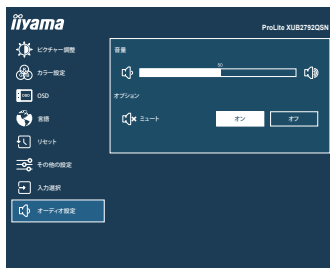 iiyama
ProLite XUB2792QSN
ピクチャー調整
カラー設定
OSD
OSD
言語
リセット
その他の設定
入力選択
オーディオ設定
音量
50
オプション
ミュート
オン
オフ